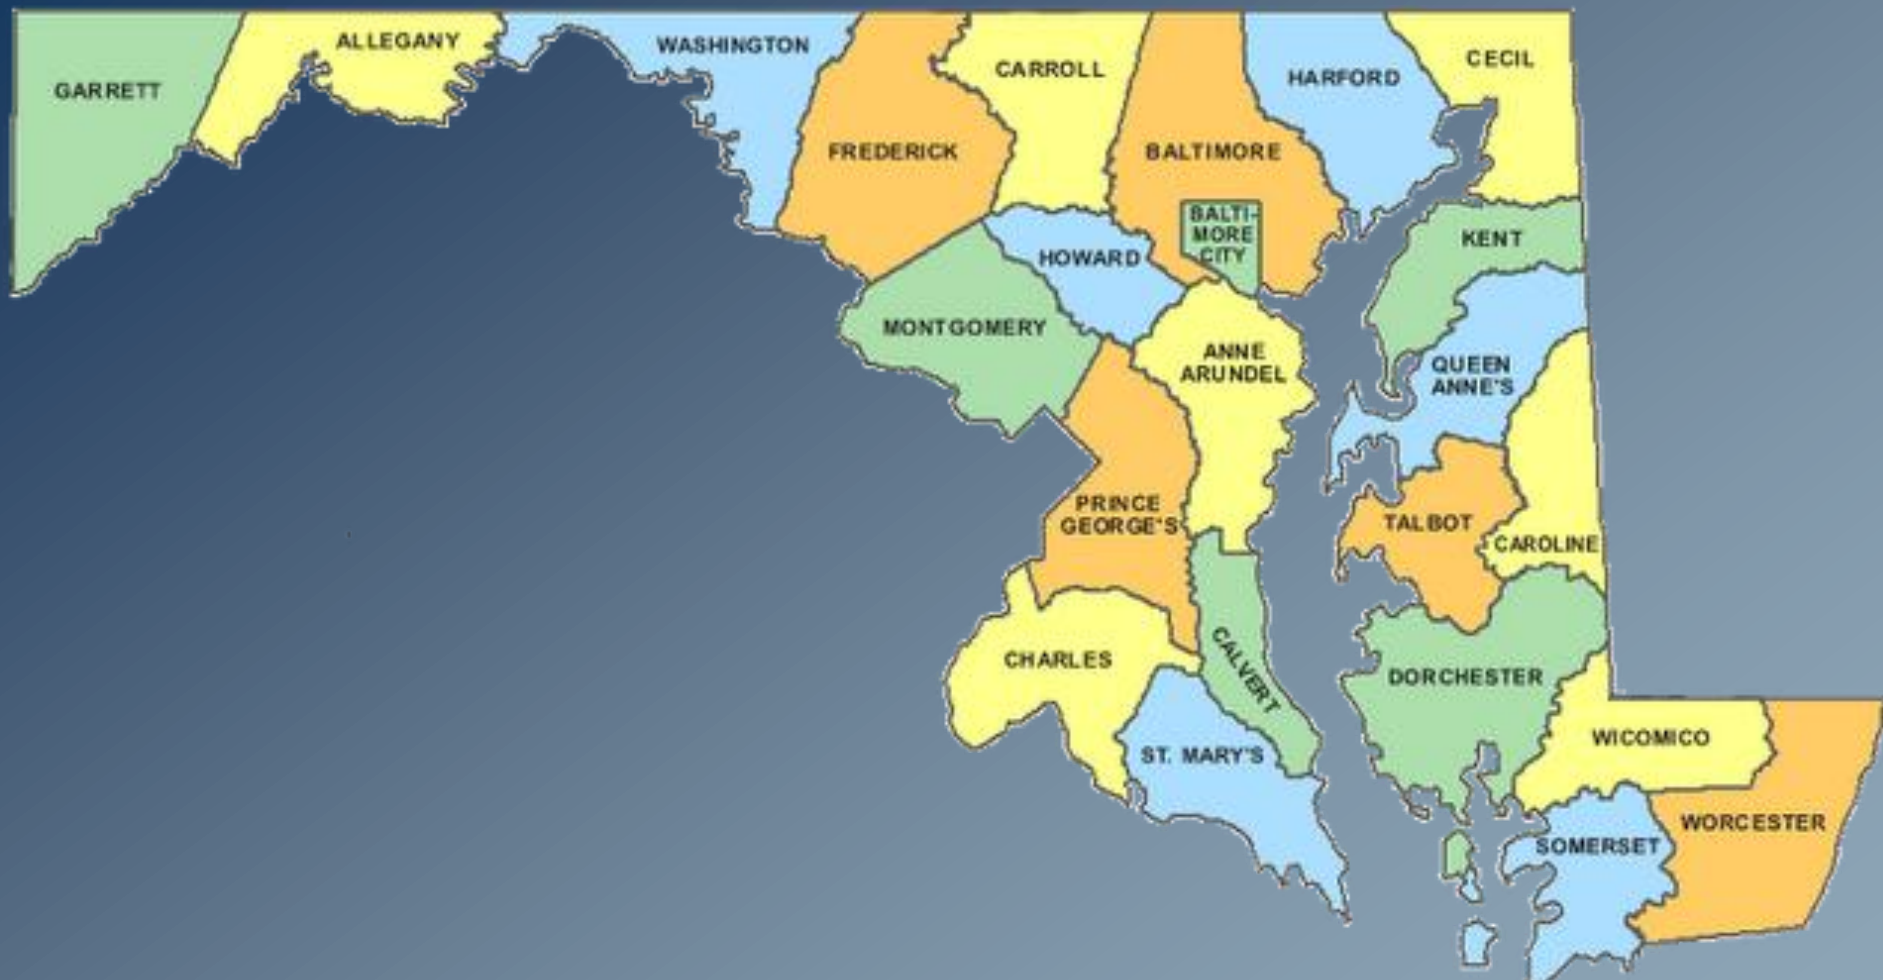 GARRETT
ALLEGANY
WASHINGTON
FREDERICK
CARROLL
BALTIMORE
HARFORD
CECIL
BALTI-
MORE
CITY
HOWARD
KENT
MONTGOMERY
ANNE
ARUNDEL
QUEEN
ANNE'S
PRINCE
GEORGE'S
TALBOT
CAROLINE
CHARLES
CALVERT
DORCHESTER
ST. MARY'S
WICOMICO
WORCESTER
SOMERSET